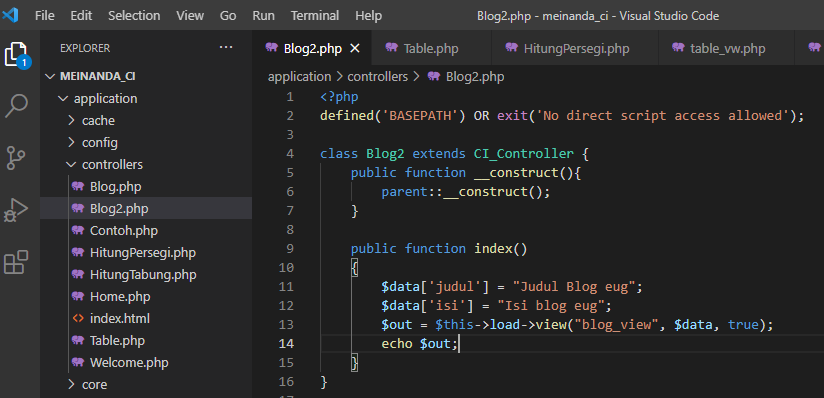 File Edit Selection View Go Run Terminal Help Blog2.php - meinanda_ci - Visual Studio Code
EXPLORER ··· Blog2.php Table.php HitungPersegi.php table_vw.php
MEINANDA_CI
application
cache
config
controllers
Blog.php
Blog2.php
Contoh.php
HitungPersegi.php
HitungTabung.php
Home.php
index.html
Table.php
Welcome.php
core
1
application > controllers > Blog2.php
1 <?php
2 defined('BASEPATH') OR exit('No direct script access allowed');
3
4 class Blog2 extends CI_Controller {
5 public function __construct(){
6 parent::__construct();
7 }
8
9 public function index()
10 {
11 $data['judul'] = "Judul Blog eug";
12 $data['isi'] = "Isi blog eug";
13 $out = $this->load->view("blog_view", $data, true);
14 echo $out;
15 }
16 }